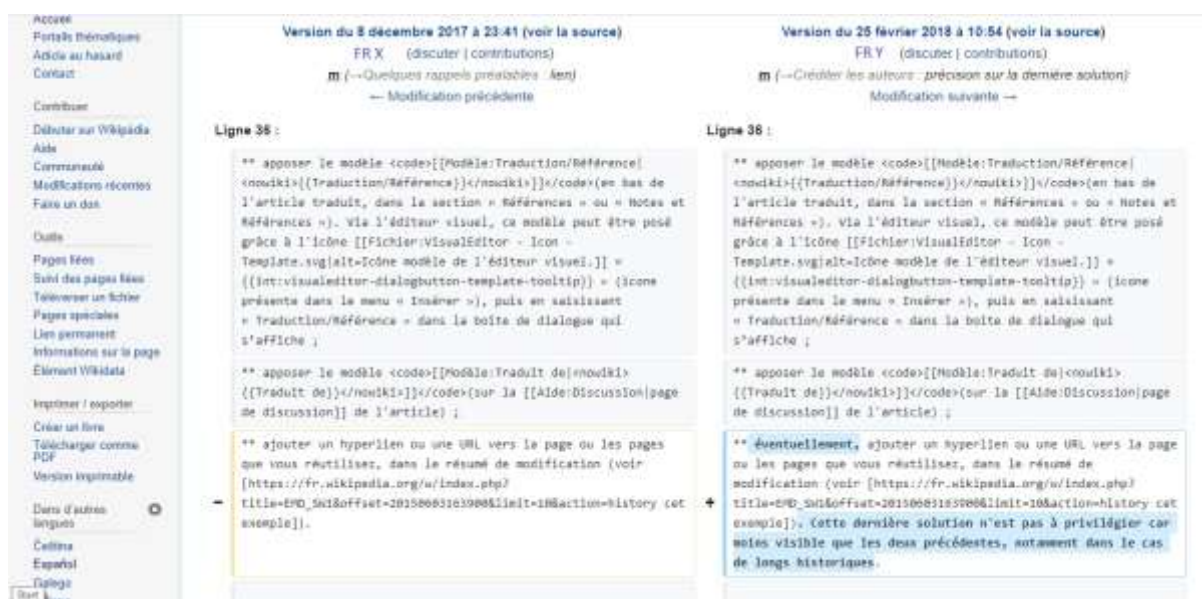 Accueil
Portails thématiques
Article au hasard
Contact
Contribuer
Débuter sur Wikipédia
Aide
Communauté
Modifications récentes
Faire un don
Outils
Pages liées
Suivi des pages liées
Téléverser un fichier
Pages spéciales
Lien permanent
Informations sur la page
Élément Wikidata
Imprimer / exporter
Créer un livre
Télécharger comme
PDF
Version imprimable
Dans d'autres
langues
Čeština
Español
Galego
Start
Version du 8 décembre 2017 à 23:41 (voir la source)
FR X (discuter | contributions)
m (→Quelques rappels préalables : lien)
← Modification précédente
Ligne 36 :
** apposer le modèle <code>[[Modèle:Traduction/Référence|
<nowiki>{{Traduction/Référence}}</nowiki>]]</code>(en bas de
l'article traduit, dans la section « Références » ou « Notes et
Références »). Via l'éditeur visuel, ce modèle peut être posé
grâce à l'icône [[Fichier:VisualEditor - Icon -
Template.svg|alt=Icône modèle de l'éditeur visuel.]] «
{{int:visualeditor-dialogbutton-template-tooltip}} » (icone
présente dans le menu « Insérer »), puis en saisissant
« Traduction/Référence » dans la boîte de dialogue qui
s'affiche ;
** apposer le modèle <code>[[Modèle:Traduit de|<nowiki>
{{Traduit de}}</nowiki>]]</code>(sur la [[Aide:Discussion|page
de discussion]] de l'article) ;
** ajouter un hyperlien ou une URL vers la page ou les pages
que vous réutilisez, dans le résumé de modification (voir
[https://fr.wikipedia.org/w/index.php?
− title=EMD_SW1&offset=20150603163900&limit=10&action=history cet
exemple]).
Version du 25 février 2018 à 10:54 (voir la source)
FR Y (discuter | contributions)
m (→Créditer les auteurs : précision sur la dernière solution)
Modification suivante →
Ligne 36 :
** apposer le modèle <code>[[Modèle:Traduction/Référence|
<nowiki>{{Traduction/Référence}}</nowiki>]]</code>(en bas de
l'article traduit, dans la section « Références » ou « Notes et
Références »). Via l'éditeur visuel, ce modèle peut être posé
grâce à l'icône [[Fichier:VisualEditor - Icon -
Template.svg|alt=Icône modèle de l'éditeur visuel.]] «
{{int:visualeditor-dialogbutton-template-tooltip}} » (icone
présente dans le menu « Insérer »), puis en saisissant
« Traduction/Référence » dans la boîte de dialogue qui
s'affiche ;
** apposer le modèle <code>[[Modèle:Traduit de|<nowiki>
{{Traduit de}}</nowiki>]]</code>(sur la [[Aide:Discussion|page
de discussion]] de l'article) ;
** éventuellement, ajouter un hyperlien ou une URL vers la page
ou les pages que vous réutilisez, dans le résumé de
modification (voir [https://fr.wikipedia.org/w/index.php?
+ title=EMD_SW1&offset=20150603163900&limit=10&action=history cet
exemple]). Cette dernière solution n'est pas à privilégier car
moins visible que les deux précédentes, notamment dans le cas
de longs historiques.